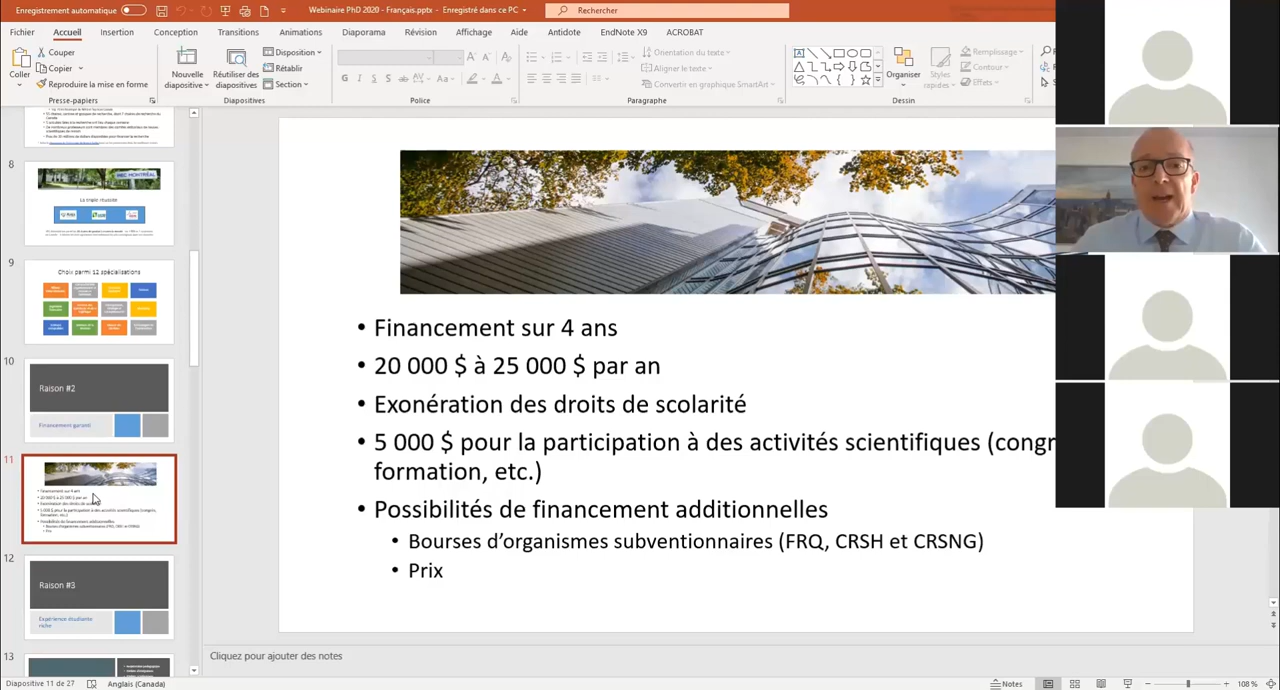 Enregistrement automatique
Webinaire PhD 2020 - Français.pptx - Enregistré dans ce PC
Rechercher
Fichier Accueil Insertion Conception Transitions Animations Diaporama Révision Affichage Aide Antidote EndNote X9 ACROBAT
Coller
Couper
Copier
Reproduire la mise en forme
Presse-papiers
Nouvelle diapositive
Réutiliser des diapositives
Disposition
Rétablir
Section
Diapositives
Police
Orientation du texte
Aligner le texte
Convertir en graphique SmartArt
Paragraphe
Organiser
Styles rapides
Remplissage
Contour
Effets
Dessin
8
HEC MONTRÉAL
9
Choix parmi 12 spécialisations
10
Raison #2
Financement garanti
11
12
Raison #3
Expérience étudiante
riche
13
• Financement sur 4 ans
• 20 000 $ à 25 000 $ par an
• Exonération des droits de scolarité
• 5 000 $ pour la participation à des activités scientifiques (congr
formation, etc.)
• Possibilités de financement additionnelles
• Bourses d’organismes subventionnaires (FRQ, CRSH et CRSNG)
• Prix
Cliquez pour ajouter des notes
Diapositive 11 de 27 Anglais (Canada) Notes 108 %